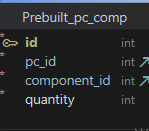 Prebuilt_pc_comp
* id int
pc_id int
* component_id int
* quantity int